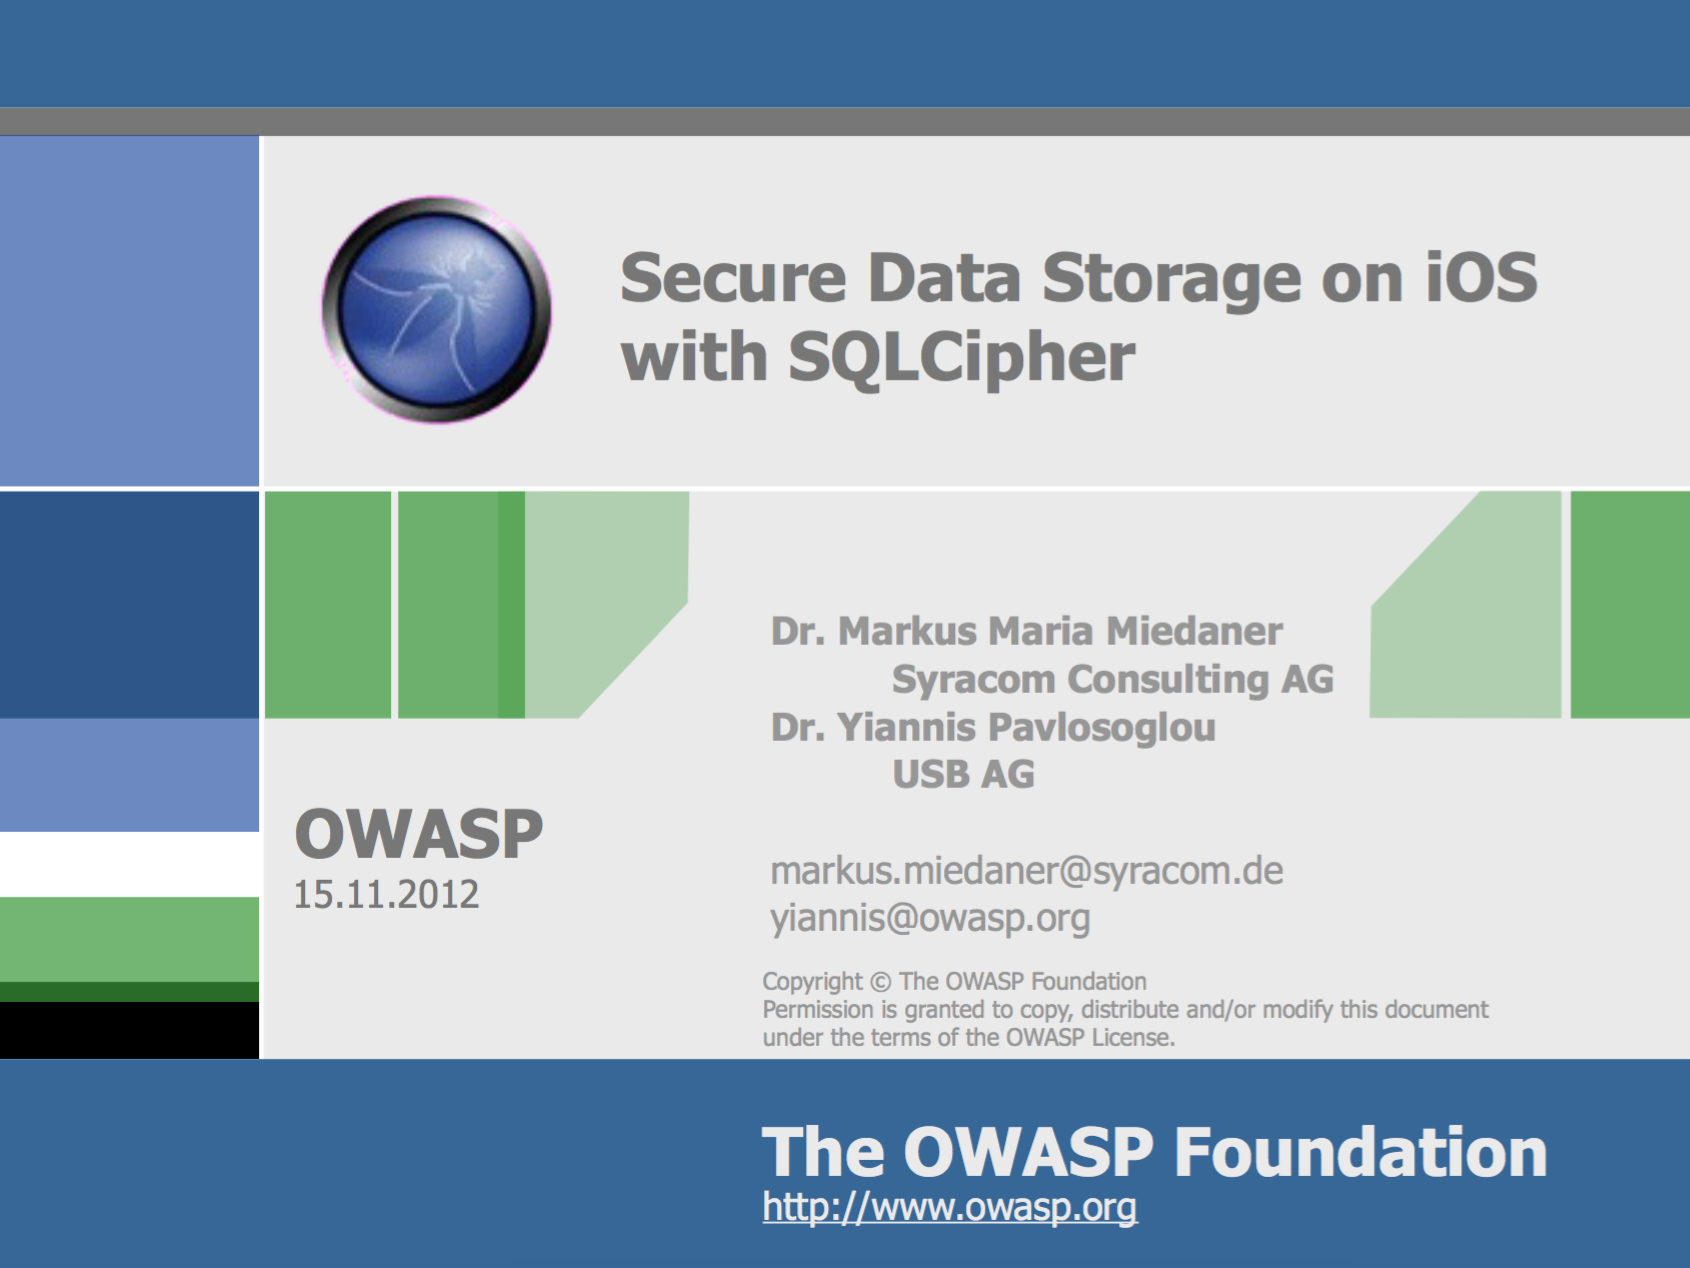 Secure Data Storage on iOS
with SQLCipher
Dr. Markus Maria Miedaner
Syracom Consulting AG
Dr. Yiannis Pavlosoglou
USB AG
OWASP
15.11.2012
markus.miedaner@syracom.de
yiannis@owasp.org
Copyright © The OWASP Foundation
Permission is granted to copy, distribute and/or modify this document
under the terms of the OWASP License.
The OWASP Foundation
http://www.owasp.org